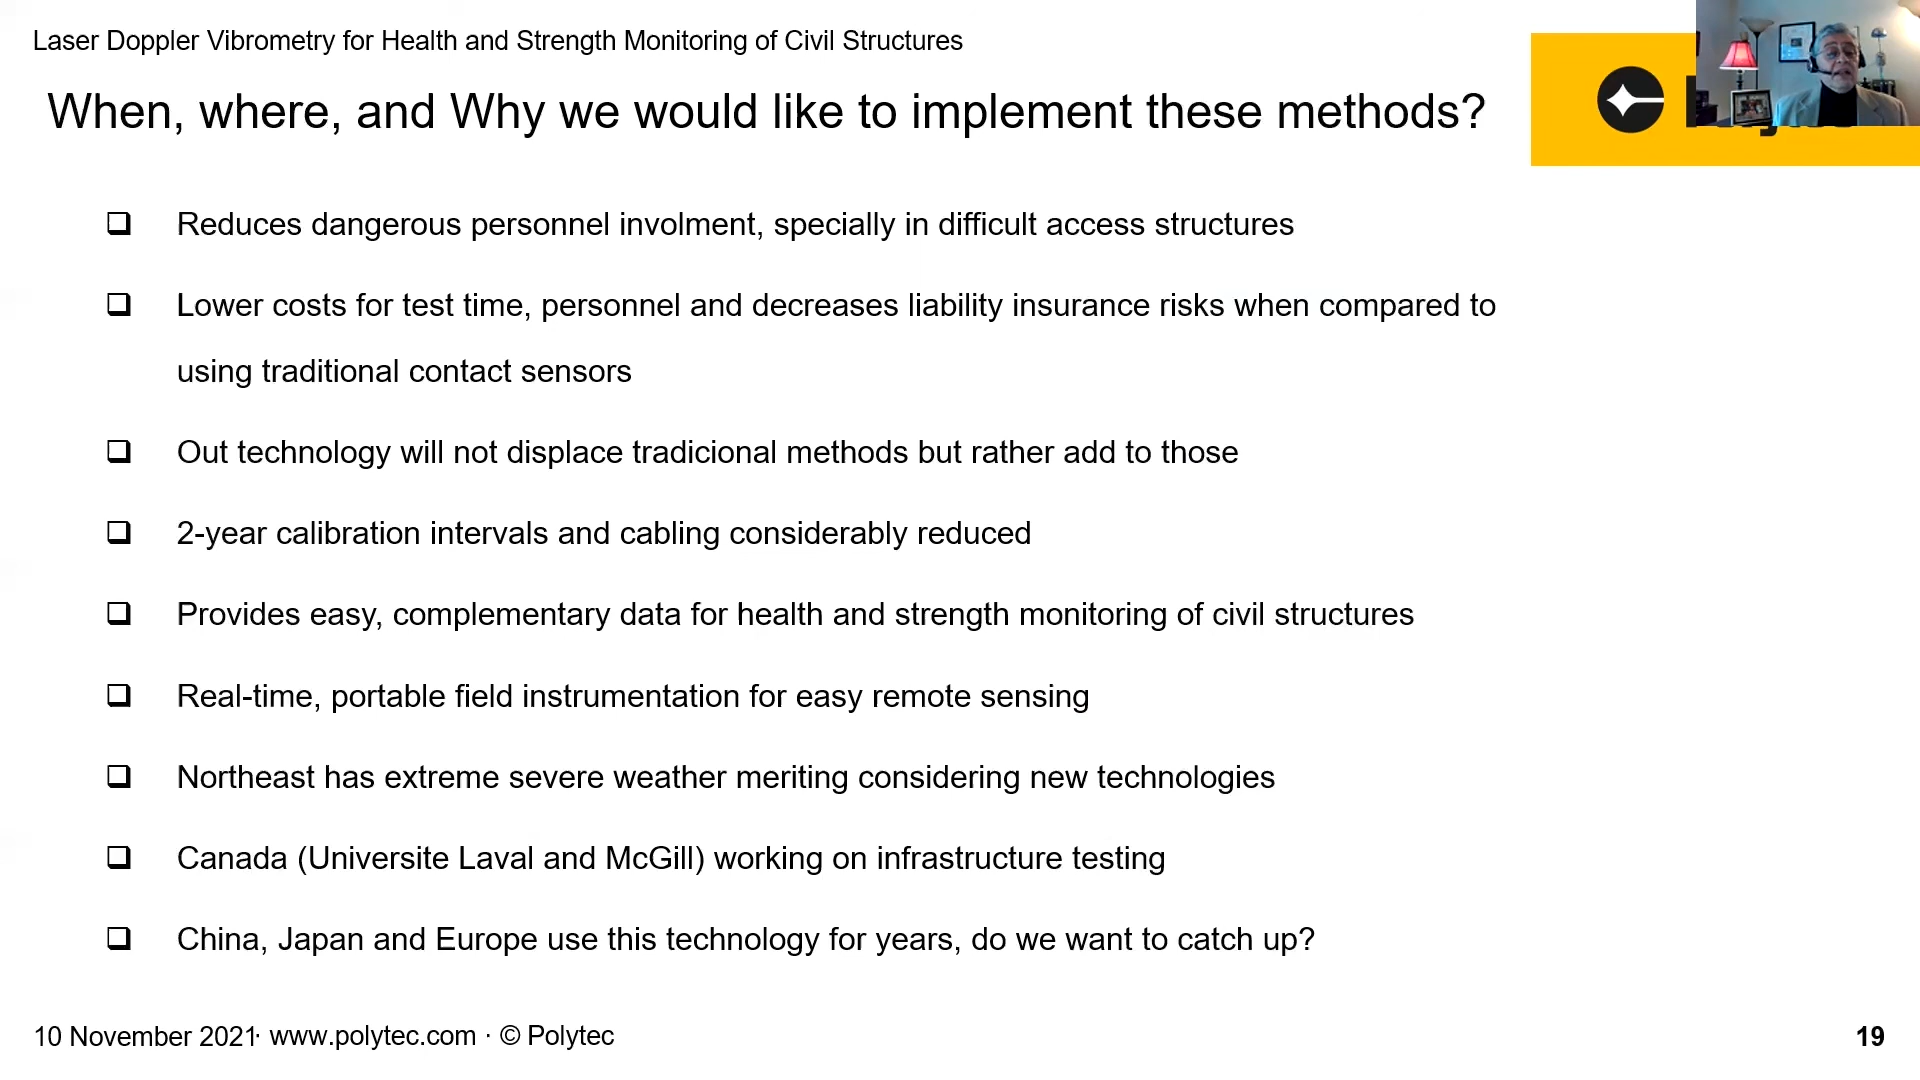 Laser Doppler Vibrometry for Health and Strength Monitoring of Civil Structures
When, where, and Why we would like to implement these methods?
Reduces dangerous personnel involment, specially in difficult access structures
Lower costs for test time, personnel and decreases liability insurance risks when compared to
using traditional contact sensors
Out technology will not displace tradicional methods but rather add to those
2-year calibration intervals and cabling considerably reduced
Provides easy, complementary data for health and strength monitoring of civil structures
Real-time, portable field instrumentation for easy remote sensing
Northeast has extreme severe weather meriting considering new technologies
Canada (Universite Laval and McGill) working on infrastructure testing
China, Japan and Europe use this technology for years, do we want to catch up?
10 November 2021· www.polytec.com · © Polytec
19